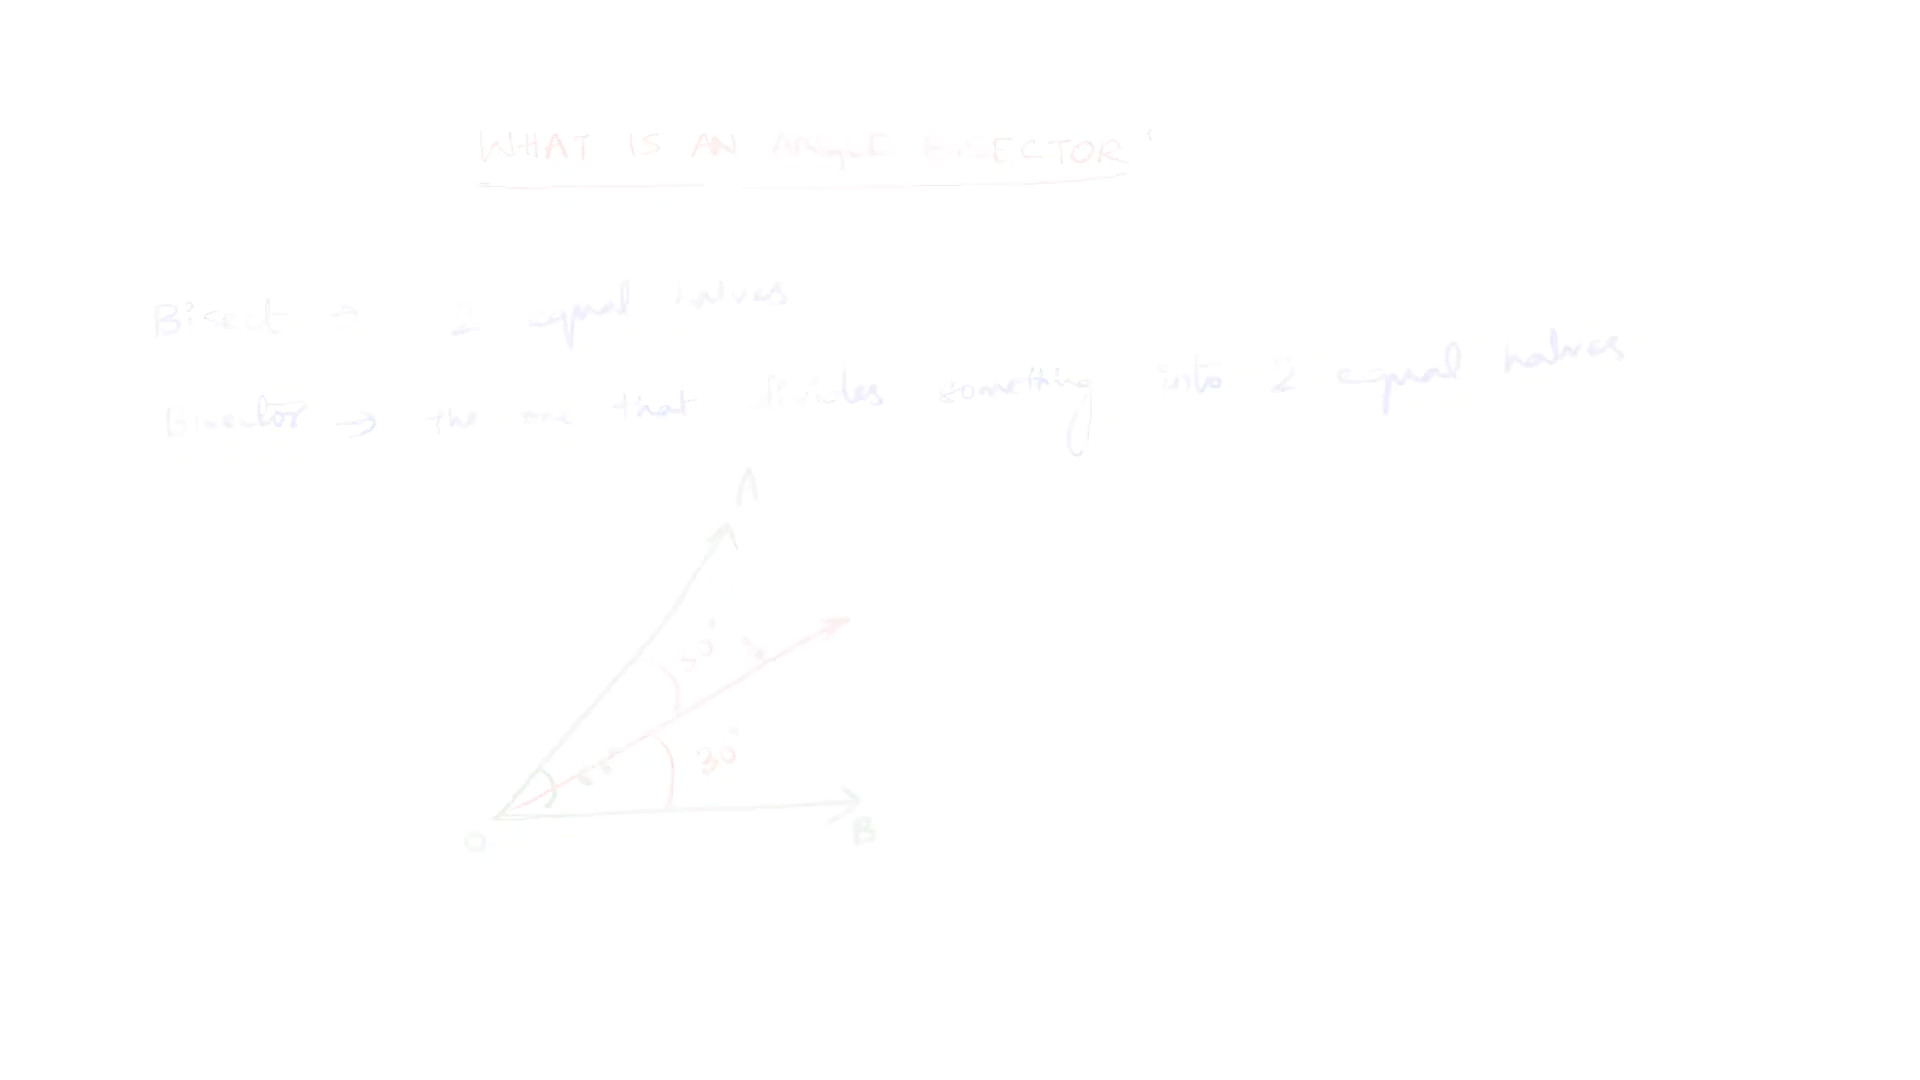 WHAT IS AN ANGLE BISECTOR
Bisect → 2 equal halves
Bisector → the one that divides something into 2 equal halves
A
30°
60°
30°
O
B